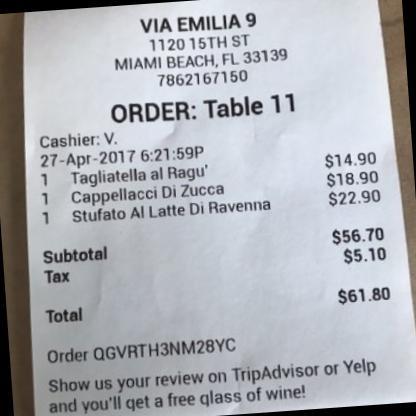 VIA EMILIA 9
1120 15TH ST
MIAMI BEACH, FL 33139
7862167150
ORDER: Table 11
Cashier: V.
27-Apr-2017 6:21:59P
1 Tagliatella al Ragu' $14.90
1 Cappellacci Di Zucca $18.90
1 Stufato Al Latte Di Ravenna $22.90
Subtotal $56.70
Tax $5.10
Total $61.80
Order QGVRTH3NM28YC
Show us your review on TripAdvisor or Yelp
and you'll get a free glass of wine!